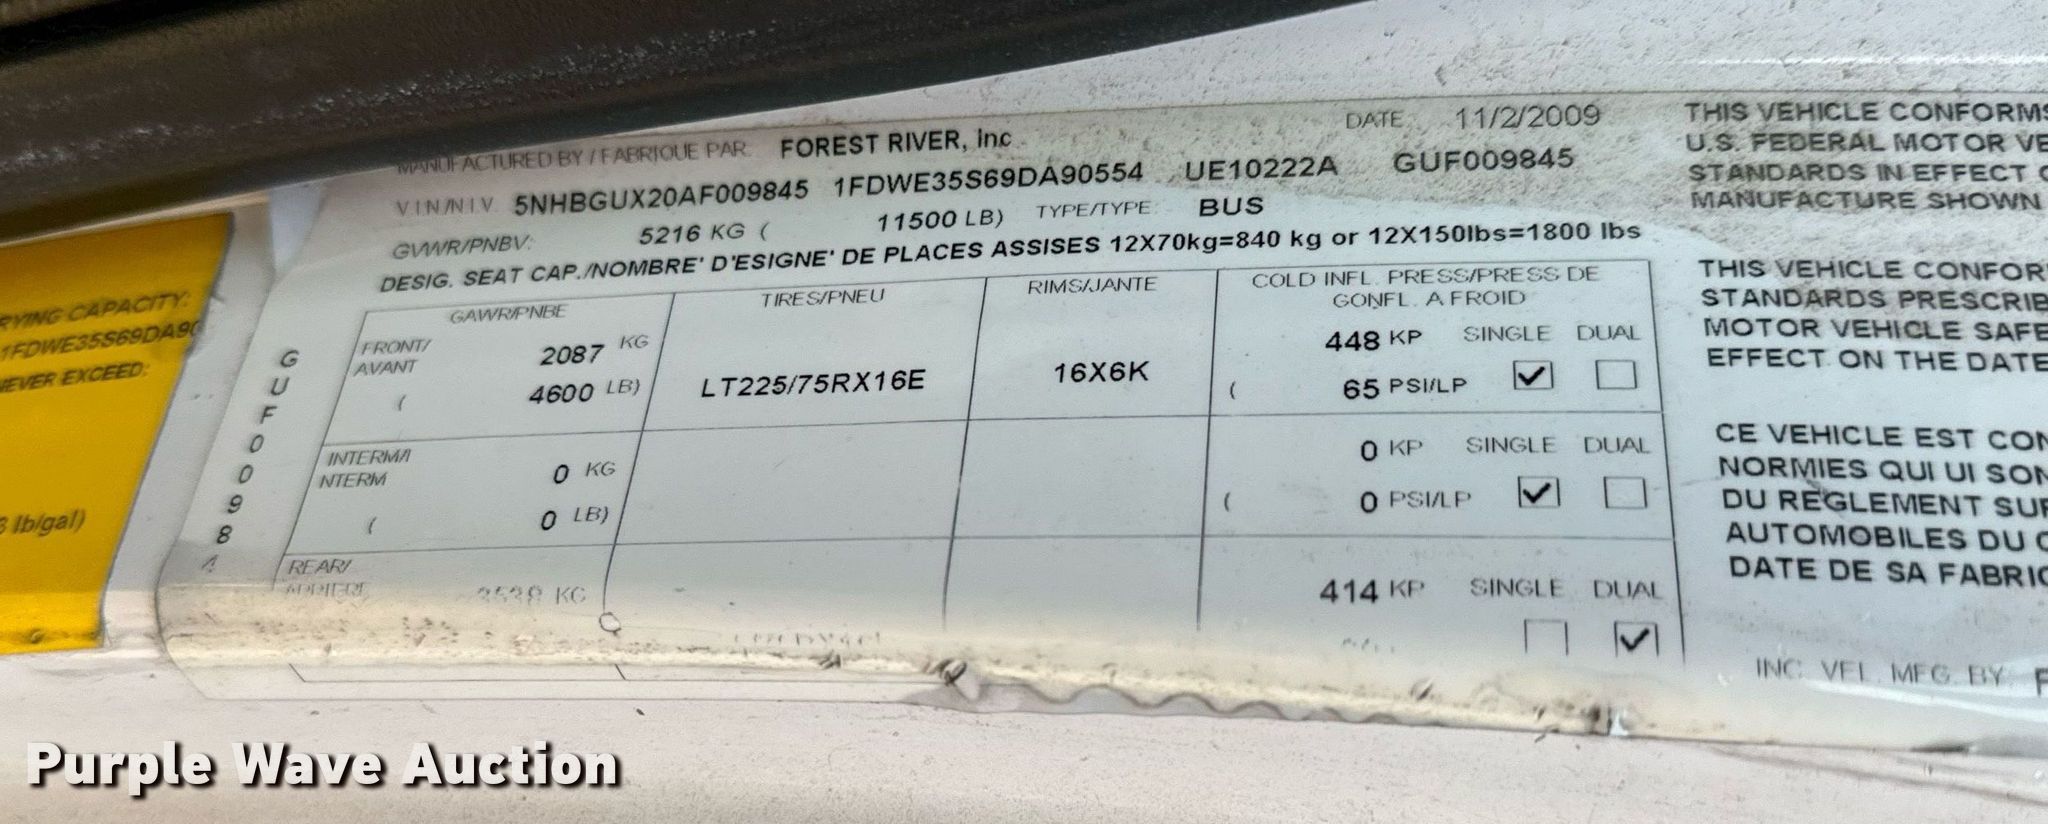 MANUFACTURED BY / FABRIQUE PAR FOREST RIVER, Inc DATE 11/2/2009
V I N/N I V 5NHBGUX20AF009845 1FDWE35S69DA90554 UE10222A GUF009845
GVWR/PNBV: 5216 KG ( 11500 LB) TYPE/TYPE: BUS
DESIG. SEAT CAP./NOMBRE' D'ESIGNE' DE PLACES ASSISES 12X70kg=840 kg or 12X150lbs=1800 lbs
GAWR/PNBE TIRES/PNEU RIMS/JANTE COLD INFL. PRESS/PRESS DE
GONFL. A FROID
FRONT/ 2087 KG 448 KP SINGLE DUAL
AVANT LT225/75RX16E 16X6K
( 4600 LB) ( 65 PSI/LP
INTERM/I 0 KG 0 KP SINGLE DUAL
NTERM
( 0 LB) ( 0 PSI/LP
REAR/ KG 414 KP SINGLE DUAL
GUF00984
THIS VEHICLE CONFORMS
U.S. FEDERAL MOTOR VE
STANDARDS IN EFFECT O
MANUFACTURE SHOWN
THIS VEHICLE CONFOR
STANDARDS PRESCRIB
MOTOR VEHICLE SAFE
EFFECT ON THE DATE
CE VEHICLE EST CON
NORMIES QUI UI SON
DU REGLEMENT SUR
AUTOMOBILES DU C
DATE DE SA FABRIC
INC. VEL. MFG. BY: F
RYING CAPACITY:
1FDWE35S69DA90
NEVER EXCEED:
3 lb/gal)
Purple Wave Auction